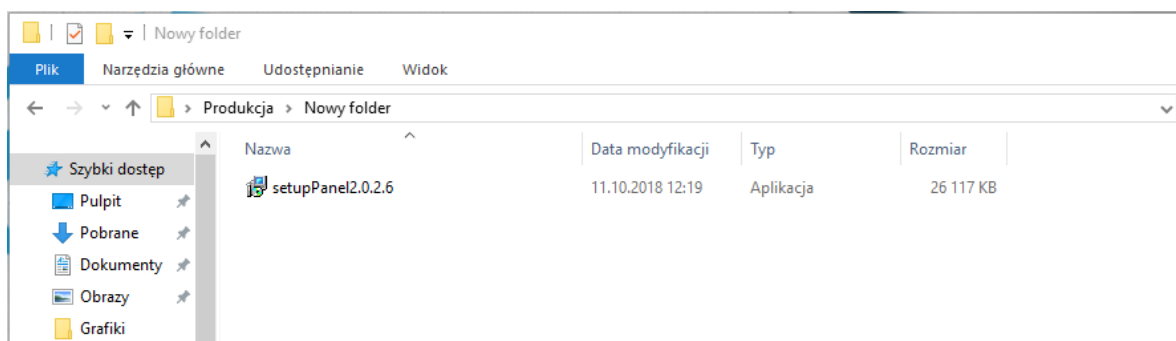 Nowy folder
Plik Narzędzia główne Udostępnianie Widok
Produkcja Nowy folder
Nazwa Data modyfikacji Typ Rozmiar
Szybki dostęp
setupPanel2.0.2.6 11.10.2018 12:19 Aplikacja 26 117 KB
Pulpit
Pobrane
Dokumenty
Obrazy
Grafiki